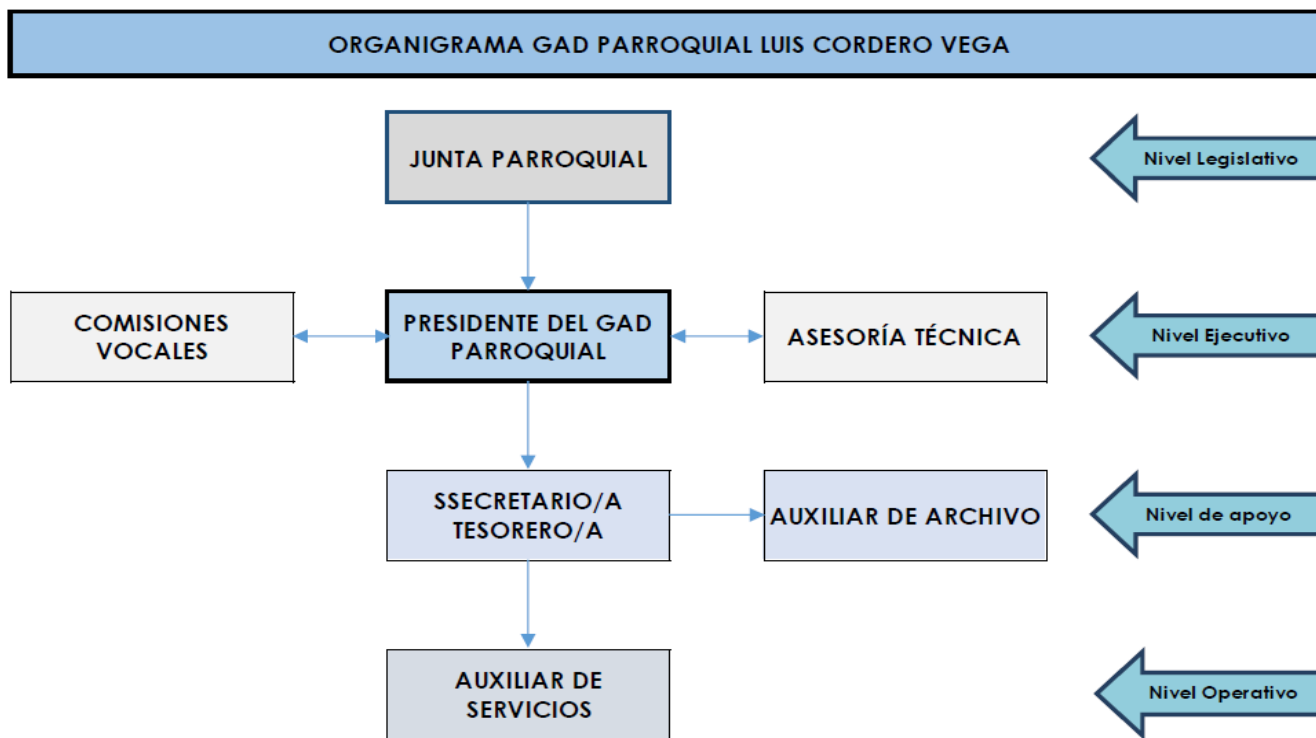 ORGANIGRAMA GAD PARROQUIAL LUIS CORDERO VEGA
JUNTA PARROQUIAL
Nivel Legislativo
COMISIONES
VOCALES
PRESIDENTE DEL GAD
PARROQUIAL
ASESORÍA TÉCNICA
Nivel Ejecutivo
SSECRETARIO/A
TESORERO/A
AUXILIAR DE ARCHIVO
Nivel de apoyo
AUXILIAR DE
SERVICIOS
Nivel Operativo